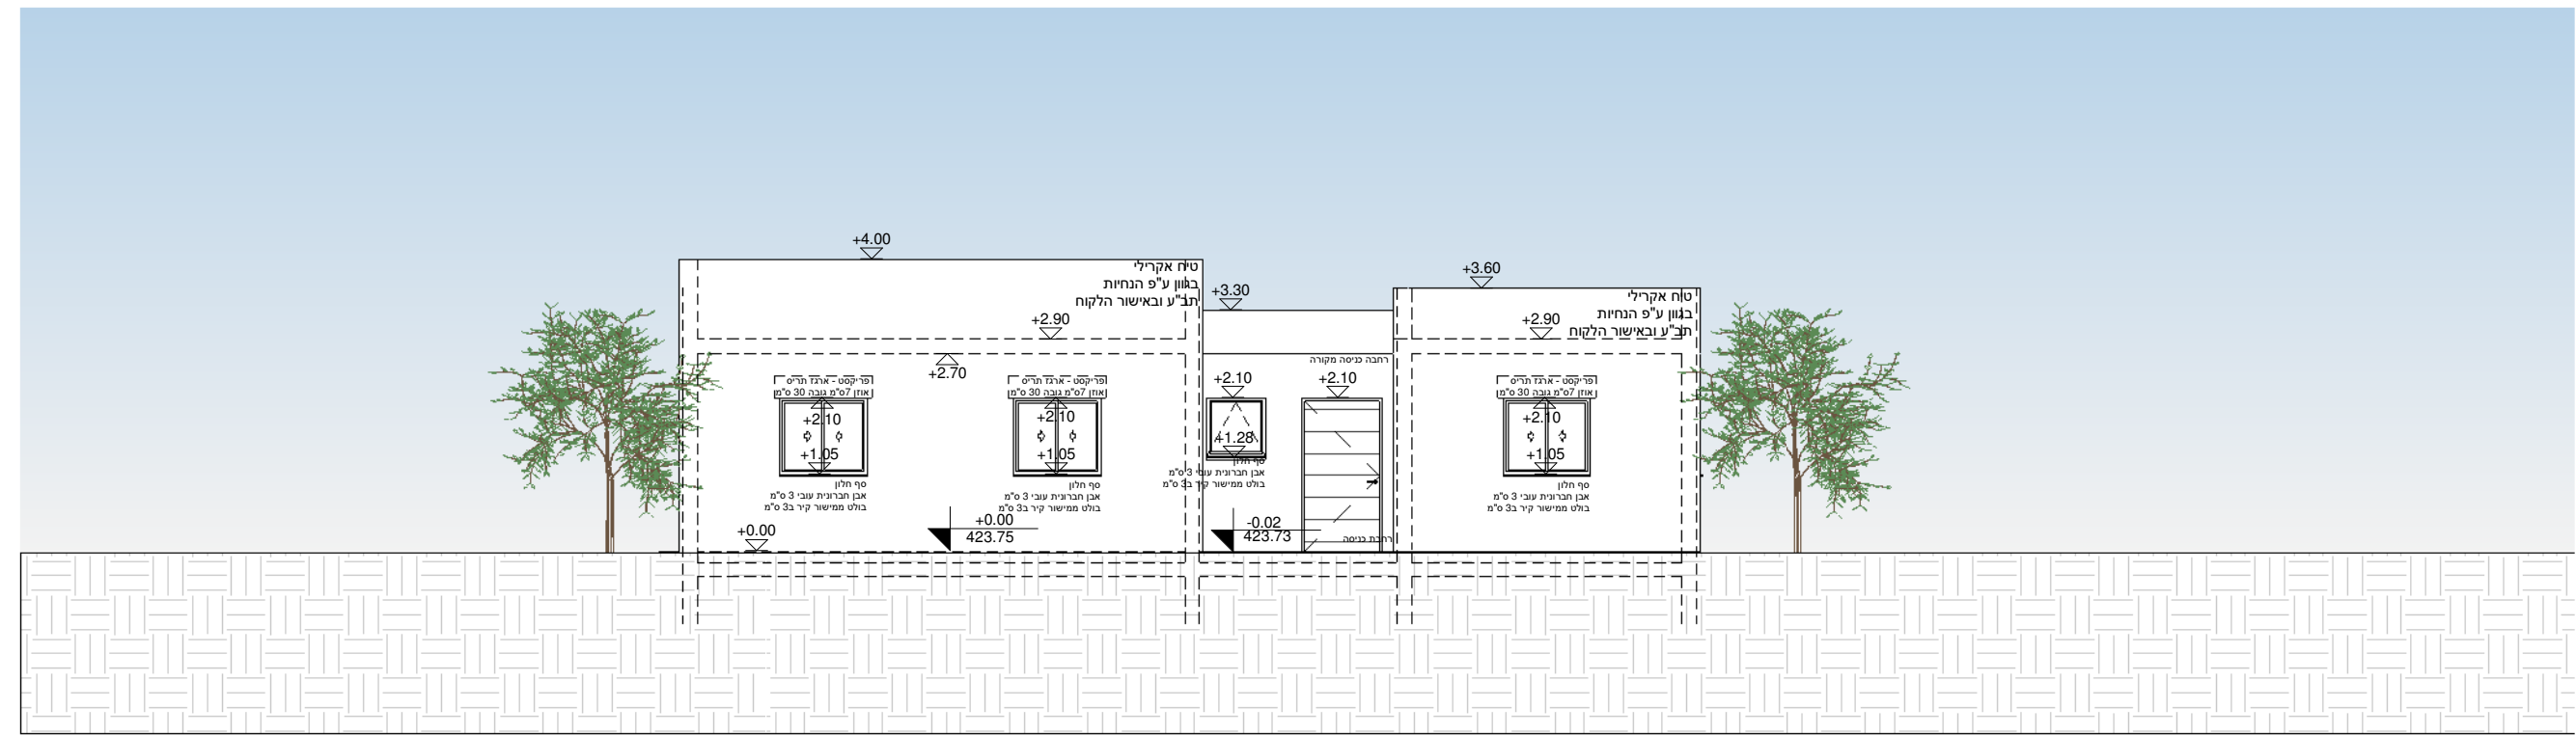 +4.00
טיח אקרילי
בגוון ע"פ הנחיות
תב"ע ובאישור הלקוח
+3.30
+3.60
טיח אקרילי
בגוון ע"פ הנחיות
תב"ע ובאישור הלקוח
+2.90
+2.90
+2.70
רחבה כניסה מקורה
פריקסט - ארגז תריס
אוזן 7ס"מ גובה 30 ס"מ
פריקסט - ארגז תריס
אוזן 7ס"מ גובה 30 ס"מ
+2.10
+2.10
פריקסט - ארגז תריס
אוזן 7ס"מ גובה 30 ס"מ
+2.10
+1.05
סף חלון
אבן חברונית עובי 3 ס"מ
בולט ממישור קיר ב3 ס"מ
+2.10
+1.05
סף חלון
אבן חברונית עובי 3 ס"מ
בולט ממישור קיר ב3 ס"מ
+1.28
סף חלון
אבן חברונית עובי 3 ס"מ
בולט ממישור קיר ב3 ס"מ
+2.10
+1.05
סף חלון
אבן חברונית עובי 3 ס"מ
בולט ממישור קיר ב3 ס"מ
+0.00
+0.00
423.75
-0.02
423.73
רחבת כניסה